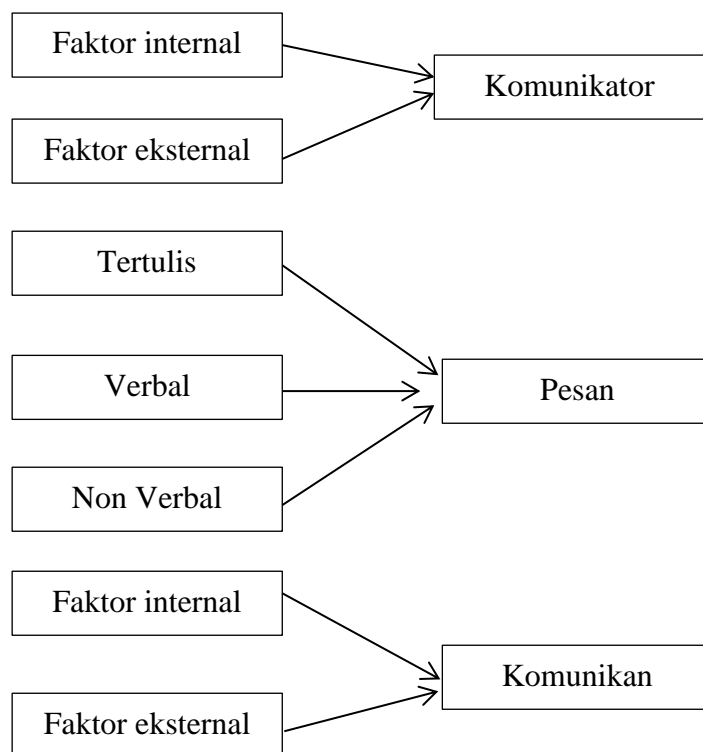 Faktor internal
Komunikator
Faktor eksternal
Tertulis
Verbal
Pesan
Non Verbal
Faktor internal
Komunikan
Faktor eksternal